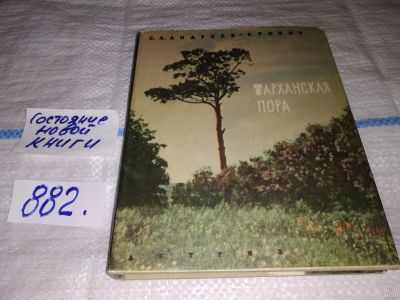 С.А.АНДРЕЕВ-КРИВИЧ
ТАРХАНСКАЯ
ПОРА
ДЕТГИЗ
Состояние
новой
книги
882.